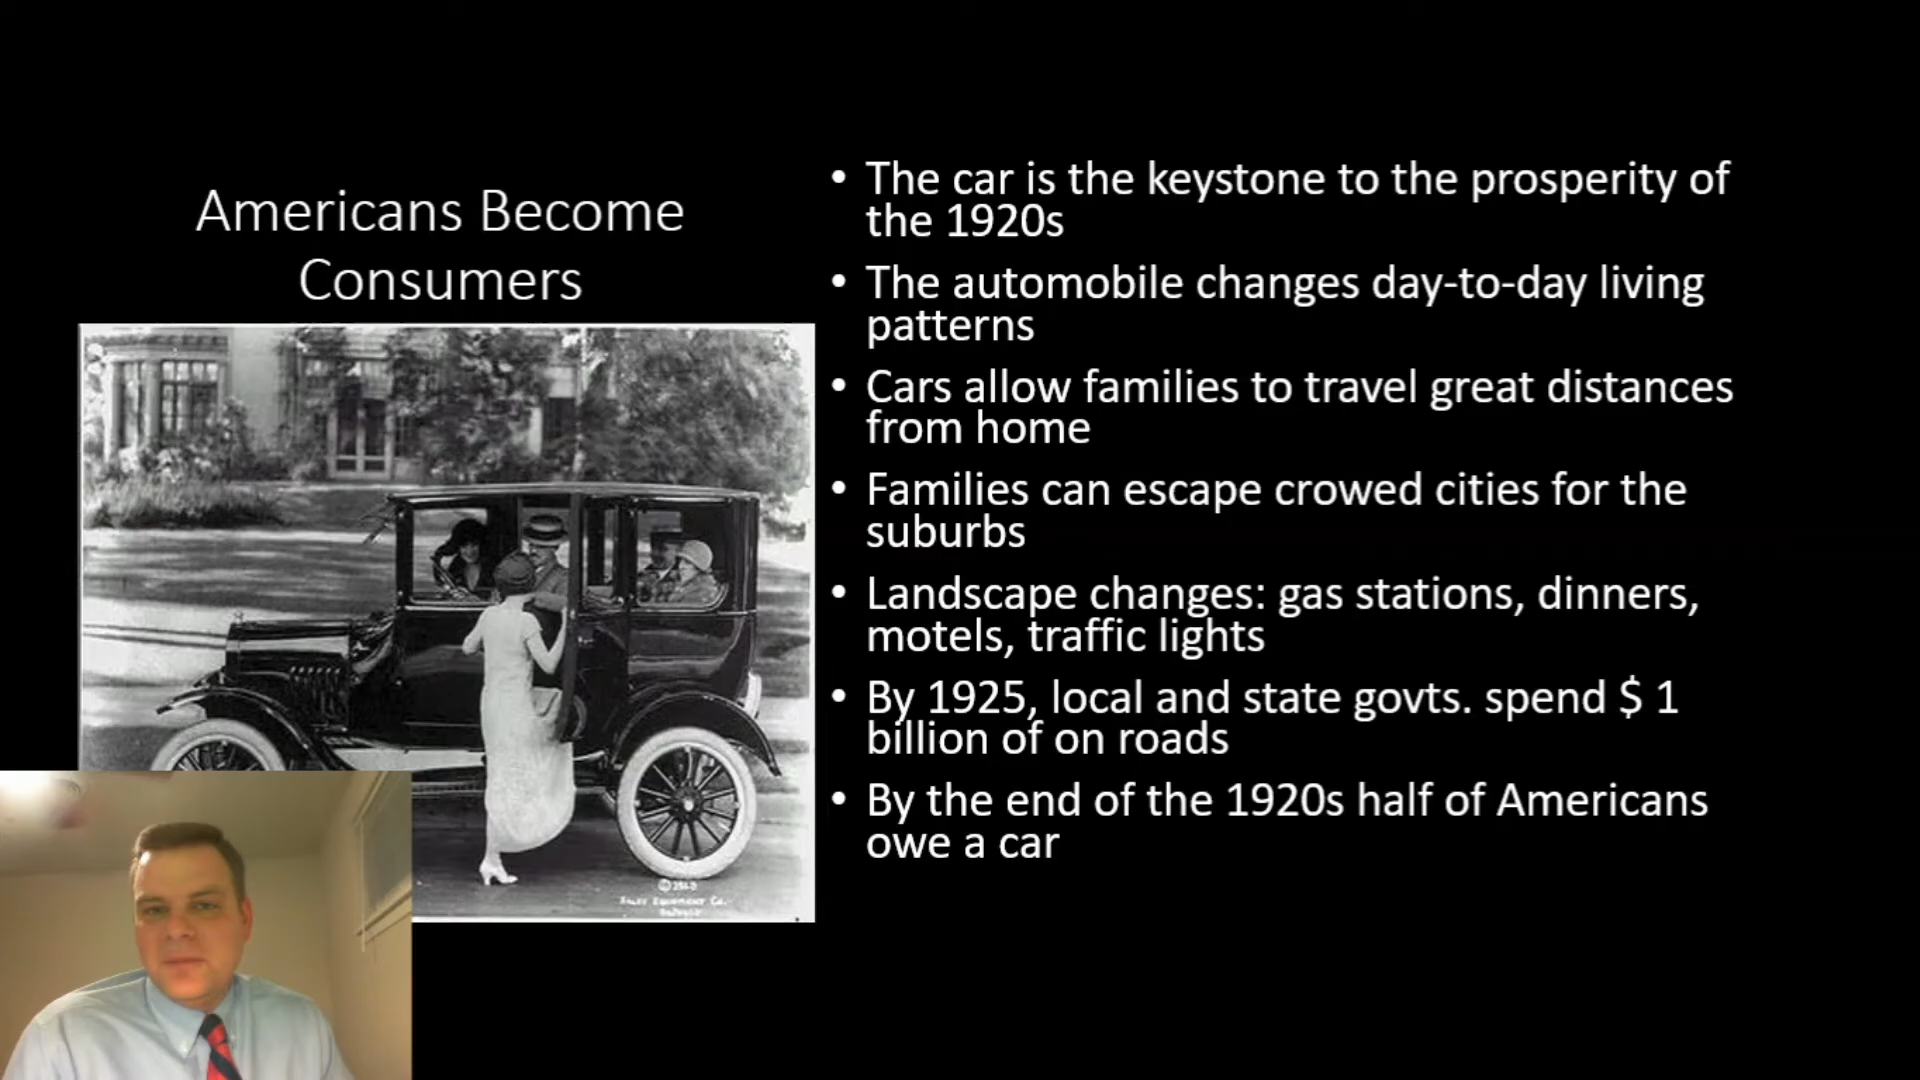 Americans Become
Consumers
• The car is the keystone to the prosperity of
the 1920s
• The automobile changes day-to-day living
patterns
• Cars allow families to travel great distances
from home
• Families can escape crowed cities for the
suburbs
• Landscape changes: gas stations, dinners,
motels, traffic lights
• By 1925, local and state govts. spend $ 1
billion of on roads
• By the end of the 1920s half of Americans
owe a car